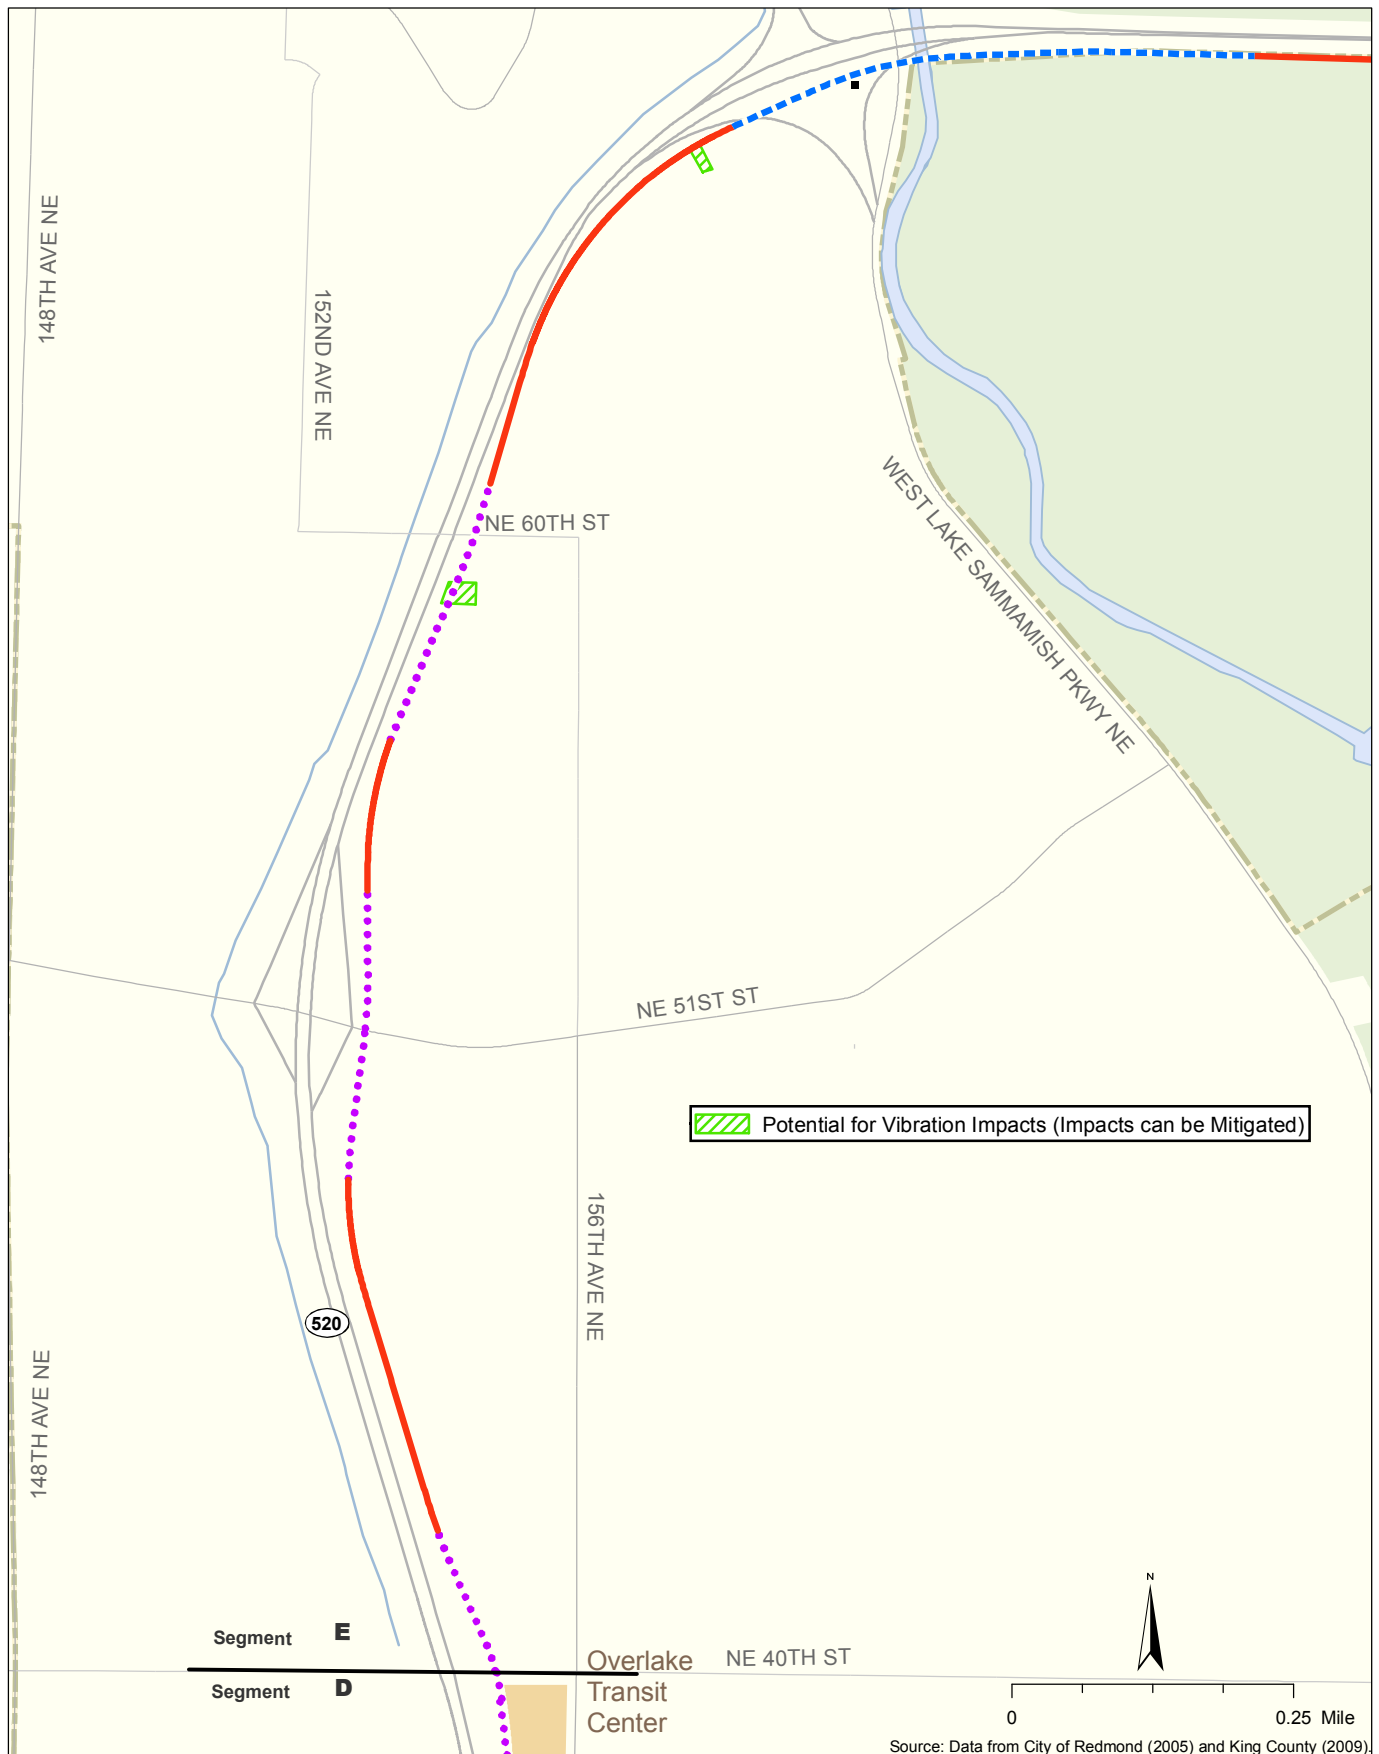 148TH AVE NE
152ND AVE NE
NE 60TH ST
WEST LAKE SAMMAMISH PKWY NE
NE 51ST ST
Potential for Vibration Impacts (Impacts can be Mitigated)
156TH AVE NE
520
148TH AVE NE
N
Segment E
Segment D
Overlake
Transit
Center
NE 40TH ST
0 0.25 Mile
Source: Data from City of Redmond (2005) and King County (2009).